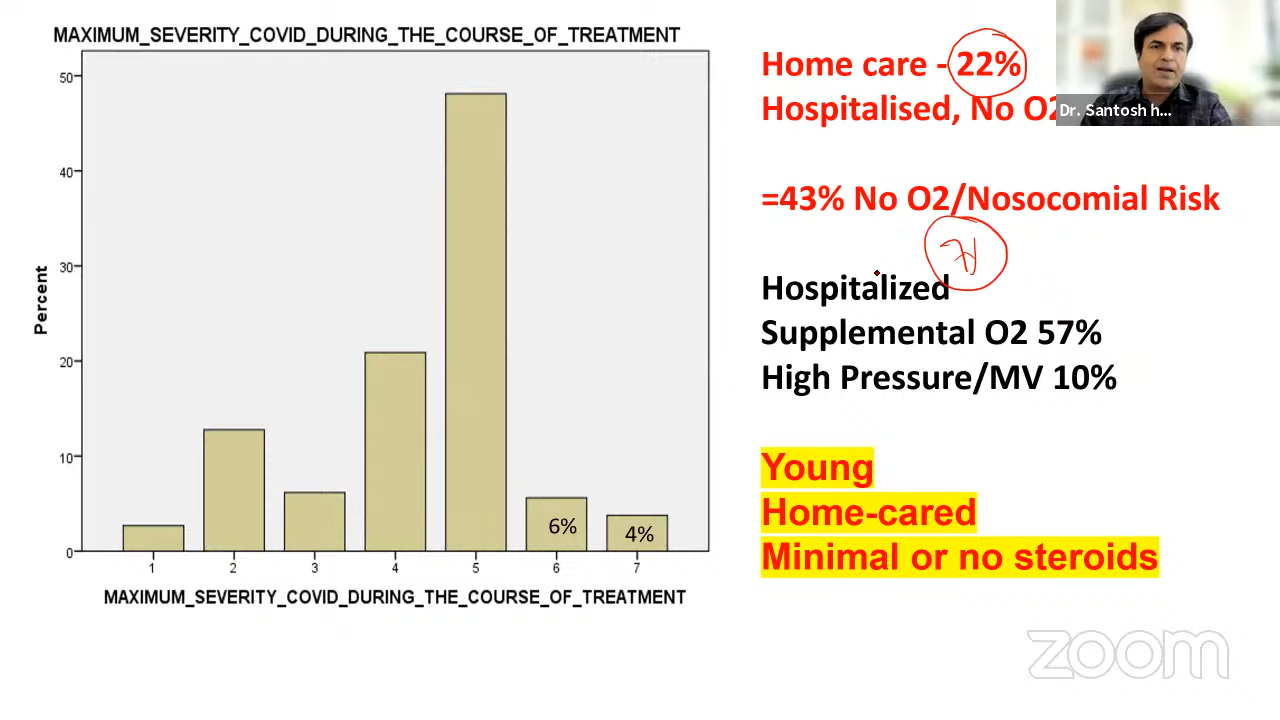 MAXIMUM_SEVERITY_COVID_DURING_THE_COURSE_OF_TREATMENT
50
40
30
20
10
0
Percent
6%
4%
1 2 3 4 5 6 7
MAXIMUM_SEVERITY_COVID_DURING_THE_COURSE_OF_TREATMENT
Home care - 22%
Hospitalised, No O2
Dr. Santosh h...
=43% No O2/Nosocomial Risk
Hospitalized
Supplemental O2 57%
High Pressure/MV 10%
Young
Home-cared
Minimal or no steroids
zoom